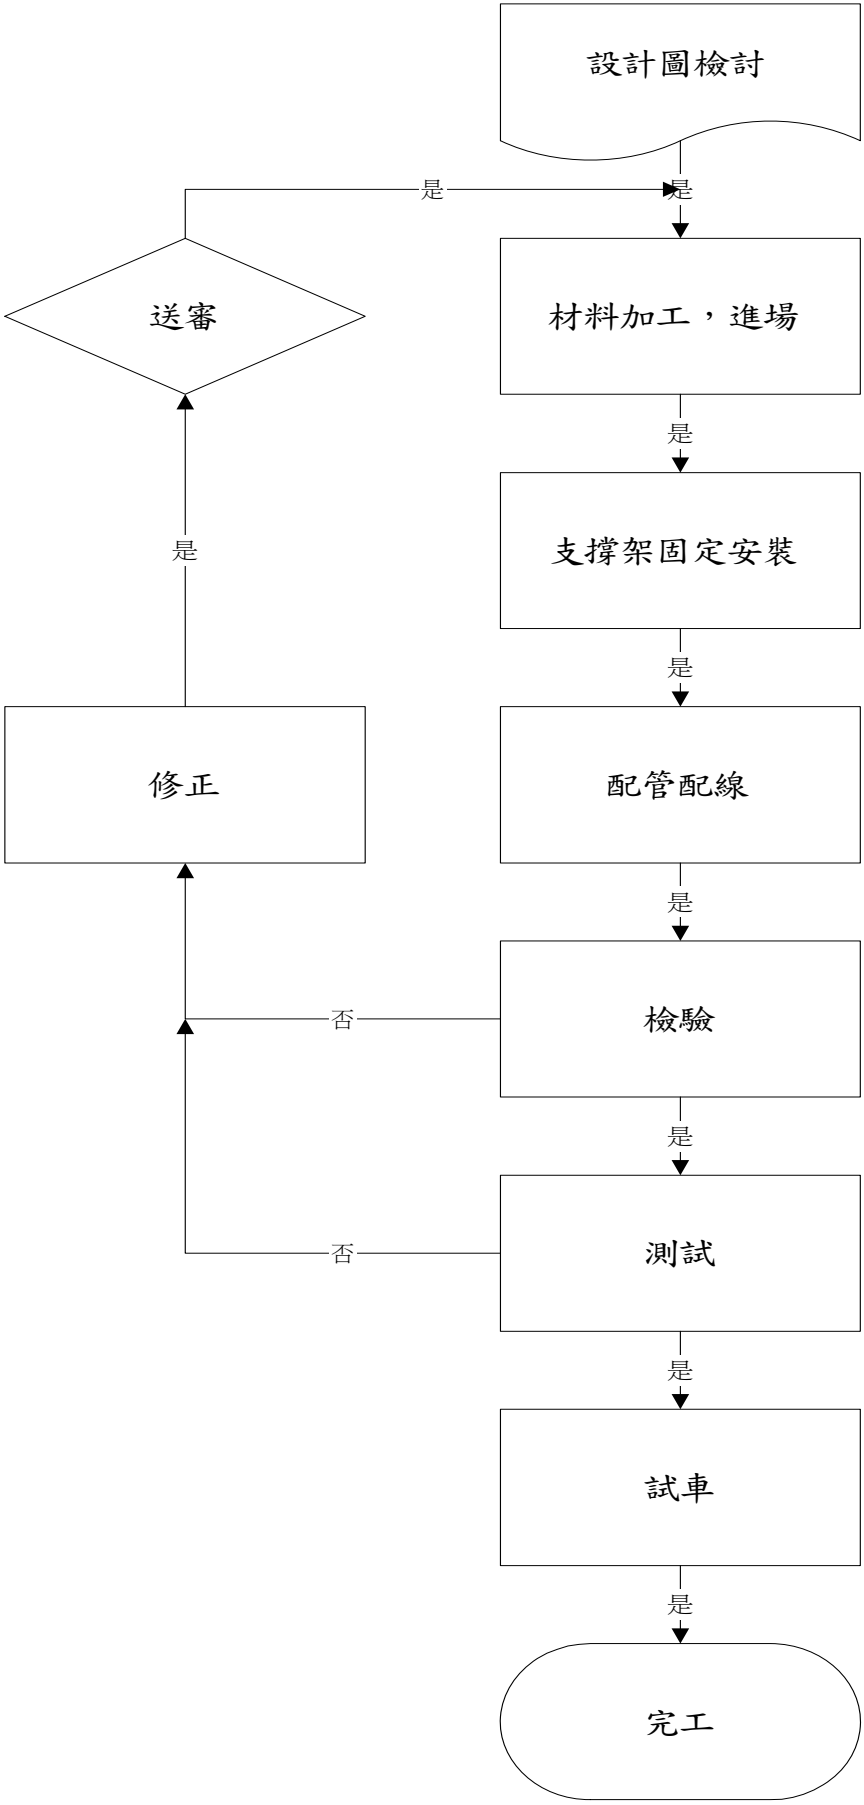 設計圖檢討
是
是
送審
材料加工，進場
是
是
支撐架固定安裝
是
修正
配管配線
是
否
檢驗
是
否
測試
是
試車
是
完工